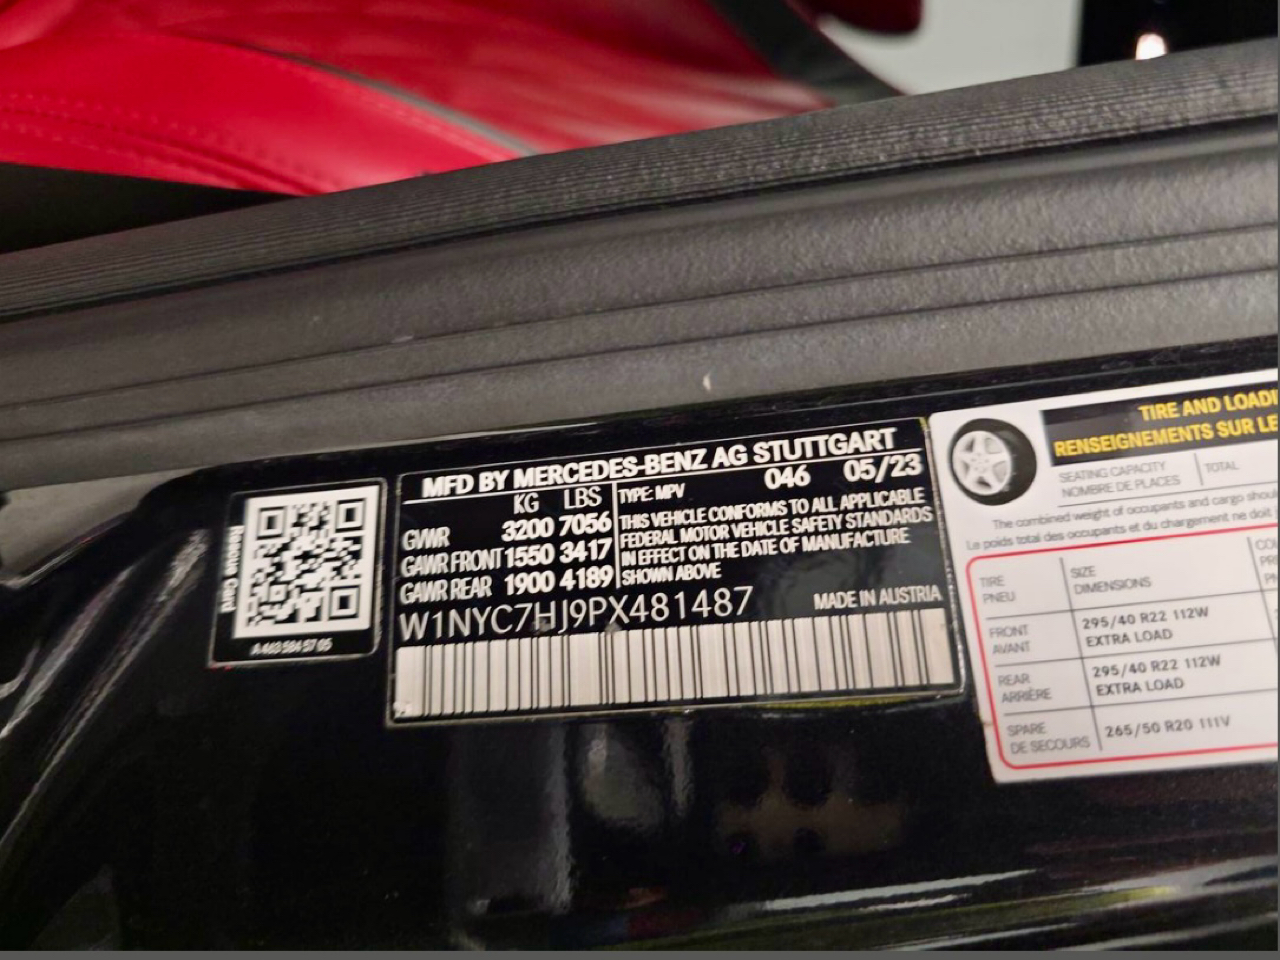 Rescue Card
A 463 584 57 05
MFD BY MERCEDES-BENZ AG STUTTGART
KG LBS TYPE: MPV 046 05/23
GVWR 3200 7056
GAWR FRONT 1550 3417
GAWR REAR 1900 4189
THIS VEHICLE CONFORMS TO ALL APPLICABLE
FEDERAL MOTOR VEHICLE SAFETY STANDARDS
IN EFFECT ON THE DATE OF MANUFACTURE
SHOWN ABOVE
W1NYC7HJ9PX481487 MADE IN AUSTRIA
TIRE AND LOADI
RENSEIGNEMENTS SUR LE
SEATING CAPACITY
NOMBRE DE PLACES
TOTAL
The combined weight of occupants and cargo shou
Le poids total des occupants et du chargement ne doit
TIRE SIZE
PNEU DIMENSIONS
FRONT 295/40 R22 112W
AVANT EXTRA LOAD
REAR 295/40 R22 112W
ARRIÈRE EXTRA LOAD
SPARE 265/50 R20 111V
DE SECOURS